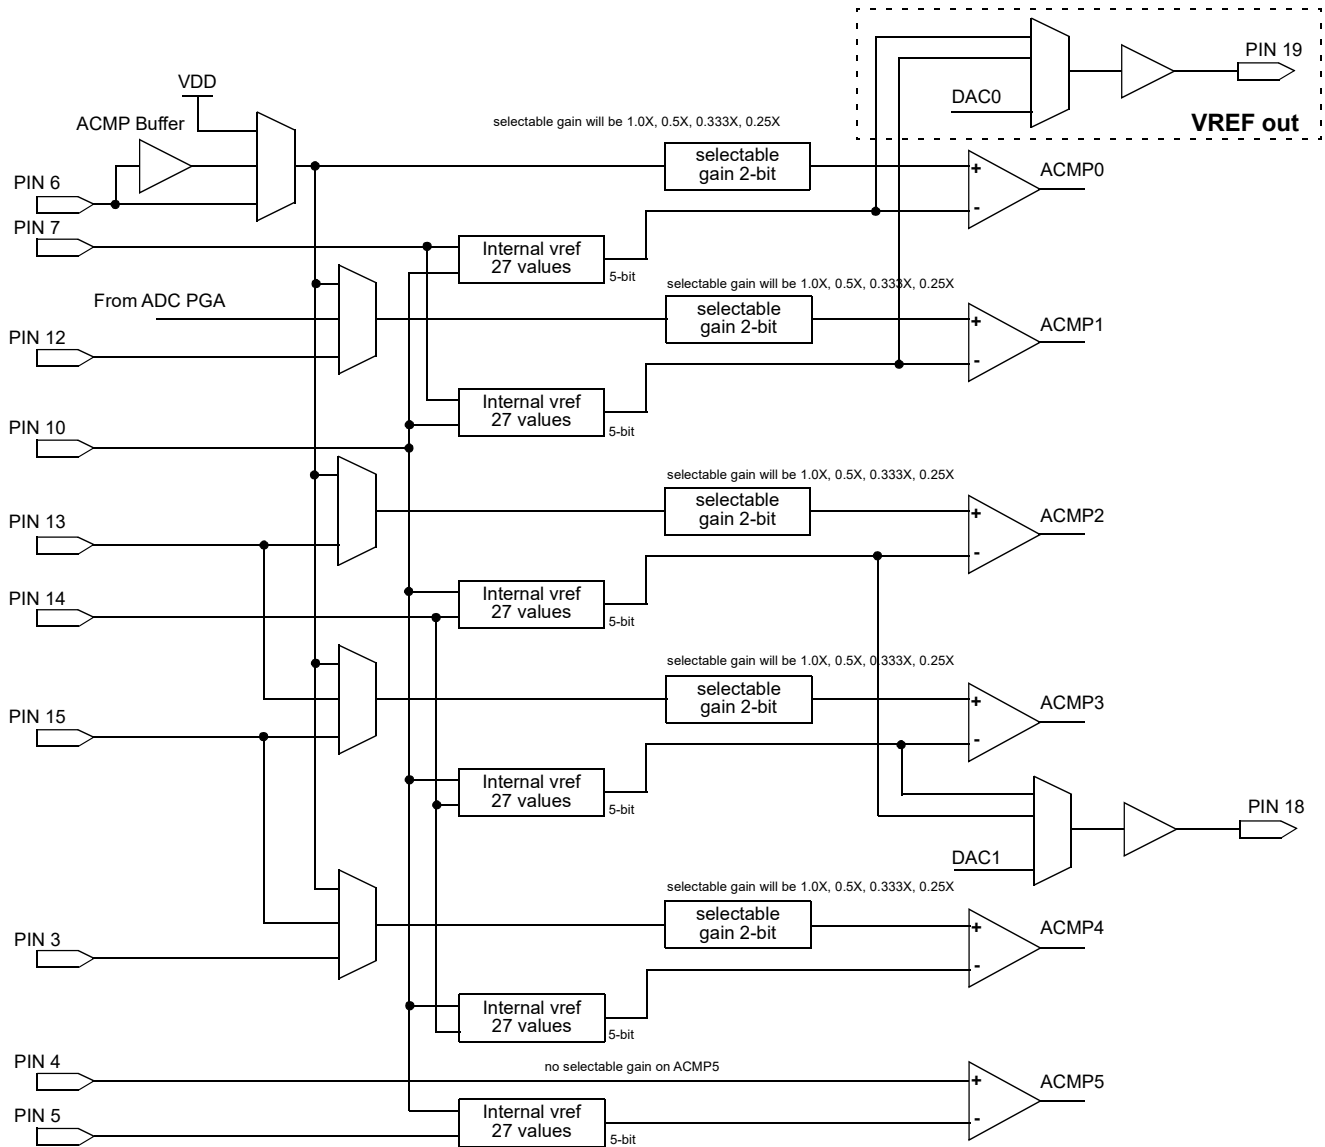 PIN 19
VDD
DAC0
ACMP Buffer
selectable gain will be 1.0X, 0.5X, 0.333X, 0.25X
VREF out
selectable
gain 2-bit
ACMP0
PIN 6
PIN 7
Internal vref
27 values
5-bit
selectable gain will be 1.0X, 0.5X, 0.333X, 0.25X
From ADC PGA
selectable
gain 2-bit
ACMP1
PIN 12
Internal vref
27 values
5-bit
PIN 10
selectable gain will be 1.0X, 0.5X, 0.333X, 0.25X
selectable
gain 2-bit
ACMP2
PIN 13
Internal vref
27 values
5-bit
PIN 14
selectable gain will be 1.0X, 0.5X, 0.333X, 0.25X
selectable
gain 2-bit
ACMP3
PIN 15
Internal vref
27 values
5-bit
PIN 18
DAC1
selectable gain will be 1.0X, 0.5X, 0.333X, 0.25X
selectable
gain 2-bit
ACMP4
PIN 3
Internal vref
27 values
5-bit
PIN 4
no selectable gain on ACMP5
ACMP5
PIN 5
Internal vref
27 values
5-bit